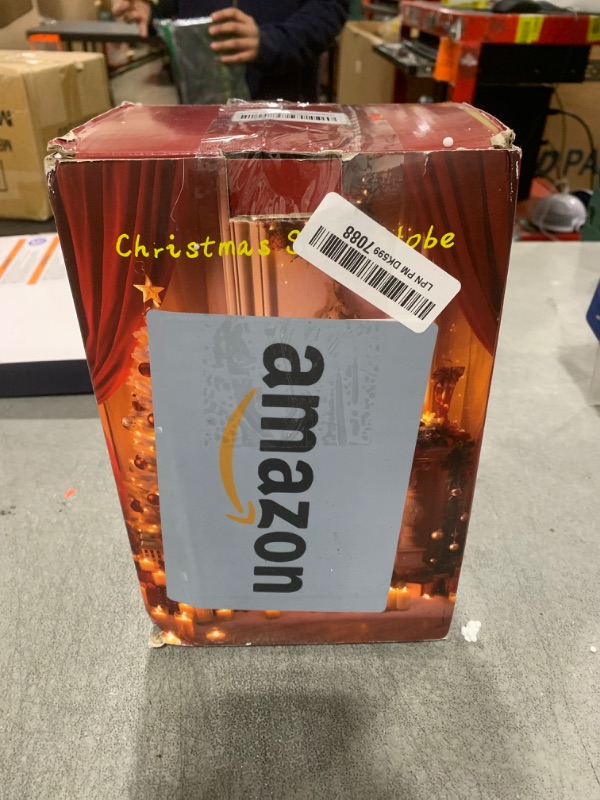 Christmas
LPN PM DK599 7088
amazon